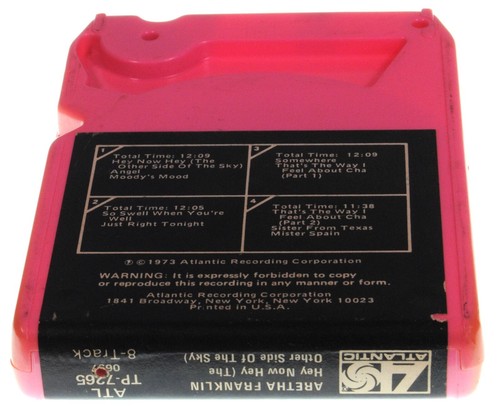 1
Total Time: 12:09
Hey Now Hey (The
Other Side Of The Sky)
Angel
Moody's Mood
3
Total Time: 12:09
Somewhere
That's The Way I
Feel About Cha
(Part 1)
2
Total Time: 12:05
So Swell When You're
Well
Just Right Tonight
4
Total Time: 11:38
That's The Way I
Feel About Cha
(Part 2)
Sister From Texas
Mister Spain
℗ © 1973 Atlantic Recording Corporation
WARNING: It is expressly forbidden to copy
or reproduce this recording in any manner or form.
Atlantic Recording Corporation
1841 Broadway, New York, New York 10023
Printed in U.S.A.
ATLANTIC
ARETHA FRANKLIN
Hey Now Hey (The
Other Side Of The Sky)
ATL
TP-7265
8-Track